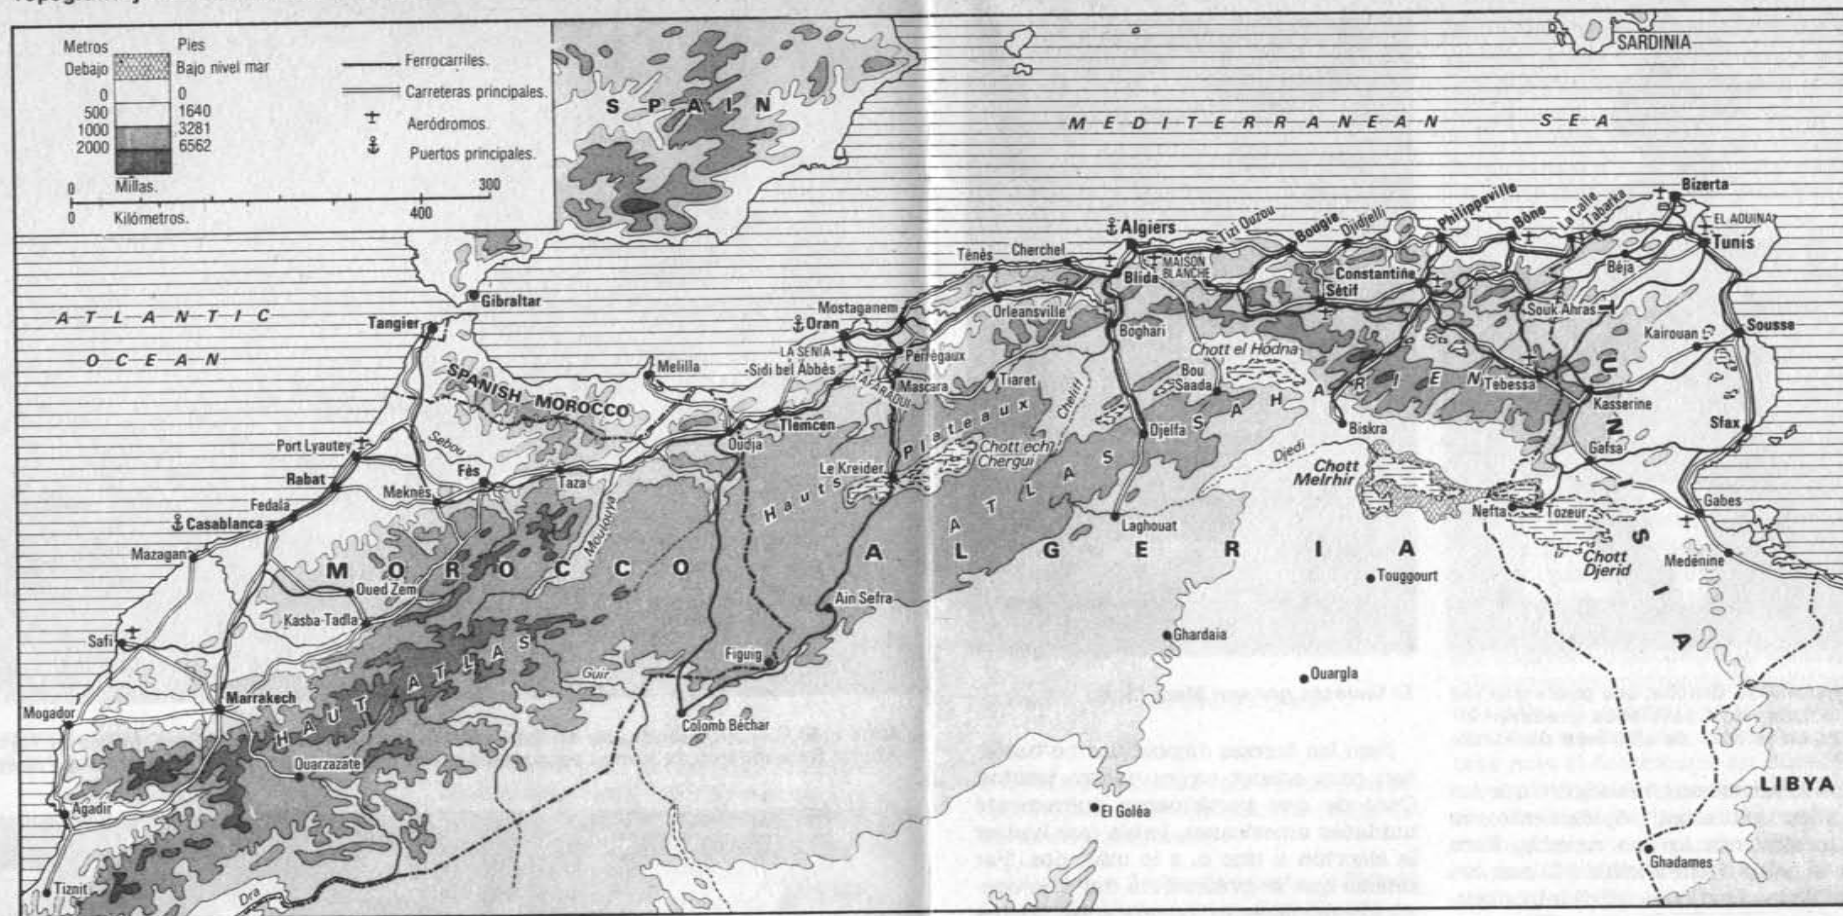 Metros
Pies
Debajo
Bajo nivel mar
0
0
500
1640
1000
3281
2000
6562
Millas.
0
300
0
400
Kilómetros.
Ferrocarriles.
Carreteras principales.
Aeródromos.
Puertos principales.
SPAIN
SARDINIA
MEDITERRANEAN SEA
ATLANTIC
OCEAN
Gibraltar
Tangier
SPANISH MOROCCO
Melilla
Port Lyautey
Sebou
Rabat
Fès
Taza
Oudja
Fedala
Meknès
Casablanca
Mazagan
Moulouya
MOROCCO
Oued Zem
Kasba-Tadla
Safi
HAUT ATLAS
Guir
Figuig
Marrakech
Mogador
Colomb Béchar
Ouarzazate
Agadir
Tiznit
Dra
Algiers
Tizi Ouzou
Bougie
Djidjelli
Philippeville
Bône
La Calle
Tabarka
Bizerta
EL AOUINA
Tunis
Ténès
Cherchel
Blida
MAISON
BLANCHE
Constantine
Sétif
Béja
Mostaganem
Orleansville
Oran
Boghari
Souk Ahras
Kairouan
Sousse
LA SENIA
Perrégaux
Sidi bel Abbès
TAFARAOUI
Mascara
Tiaret
Cheliff
Chott el Hodna
Bou
Saada
Tebessa
Kasserine
Tlemcen
Hauts Plateaux
Chott ech
Chergui
Le Kreider
Djelfa
Biskra
Djedi
Chott
Melrhir
Gafsa
Sfax
ATLAS SAHARIEN
Laghouat
Nefta
Tozeur
Gabes
Chott
Djerid
Medénine
ALGERIA
TUNISIA
Ain Sefra
Touggourt
Ghardaia
Ouargla
El Goléa
LIBYA
Ghadames